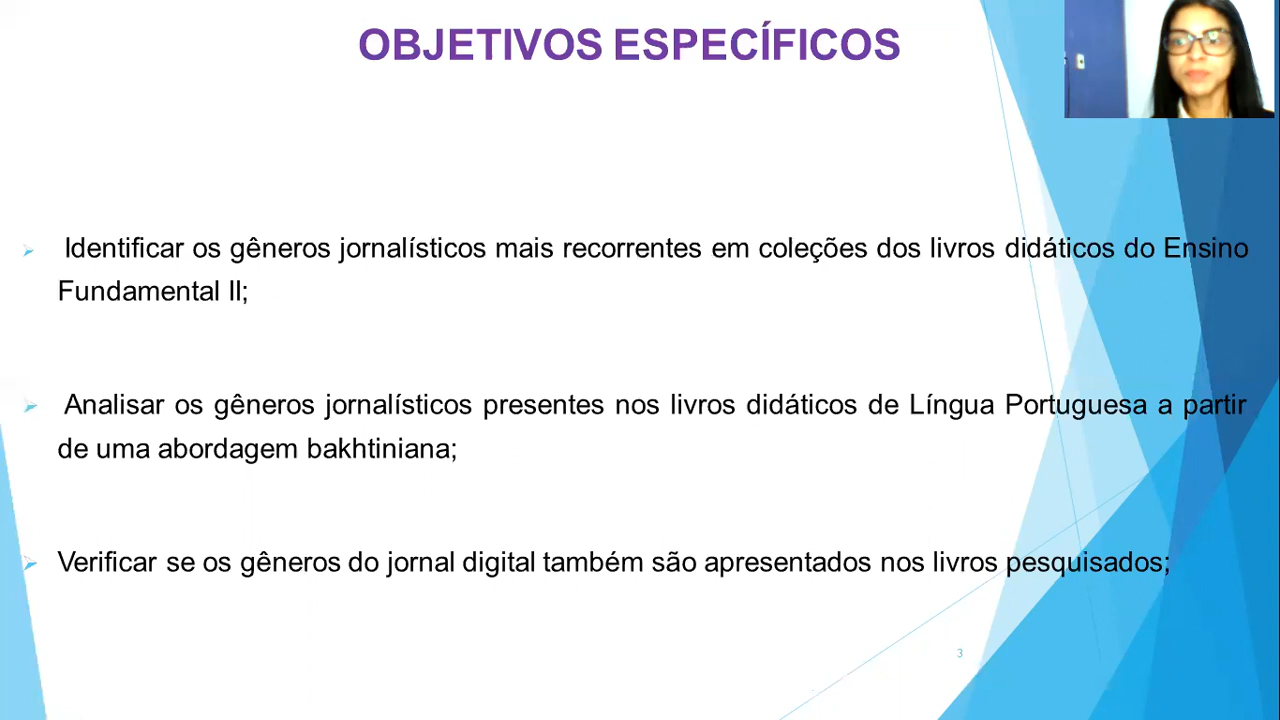 OBJETIVOS ESPECÍFICOS
Identificar os gêneros jornalísticos mais recorrentes em coleções dos livros didáticos do Ensino
Fundamental II;
Analisar os gêneros jornalísticos presentes nos livros didáticos de Língua Portuguesa a partir
de uma abordagem bakhtiniana;
Verificar se os gêneros do jornal digital também são apresentados nos livros pesquisados;
3